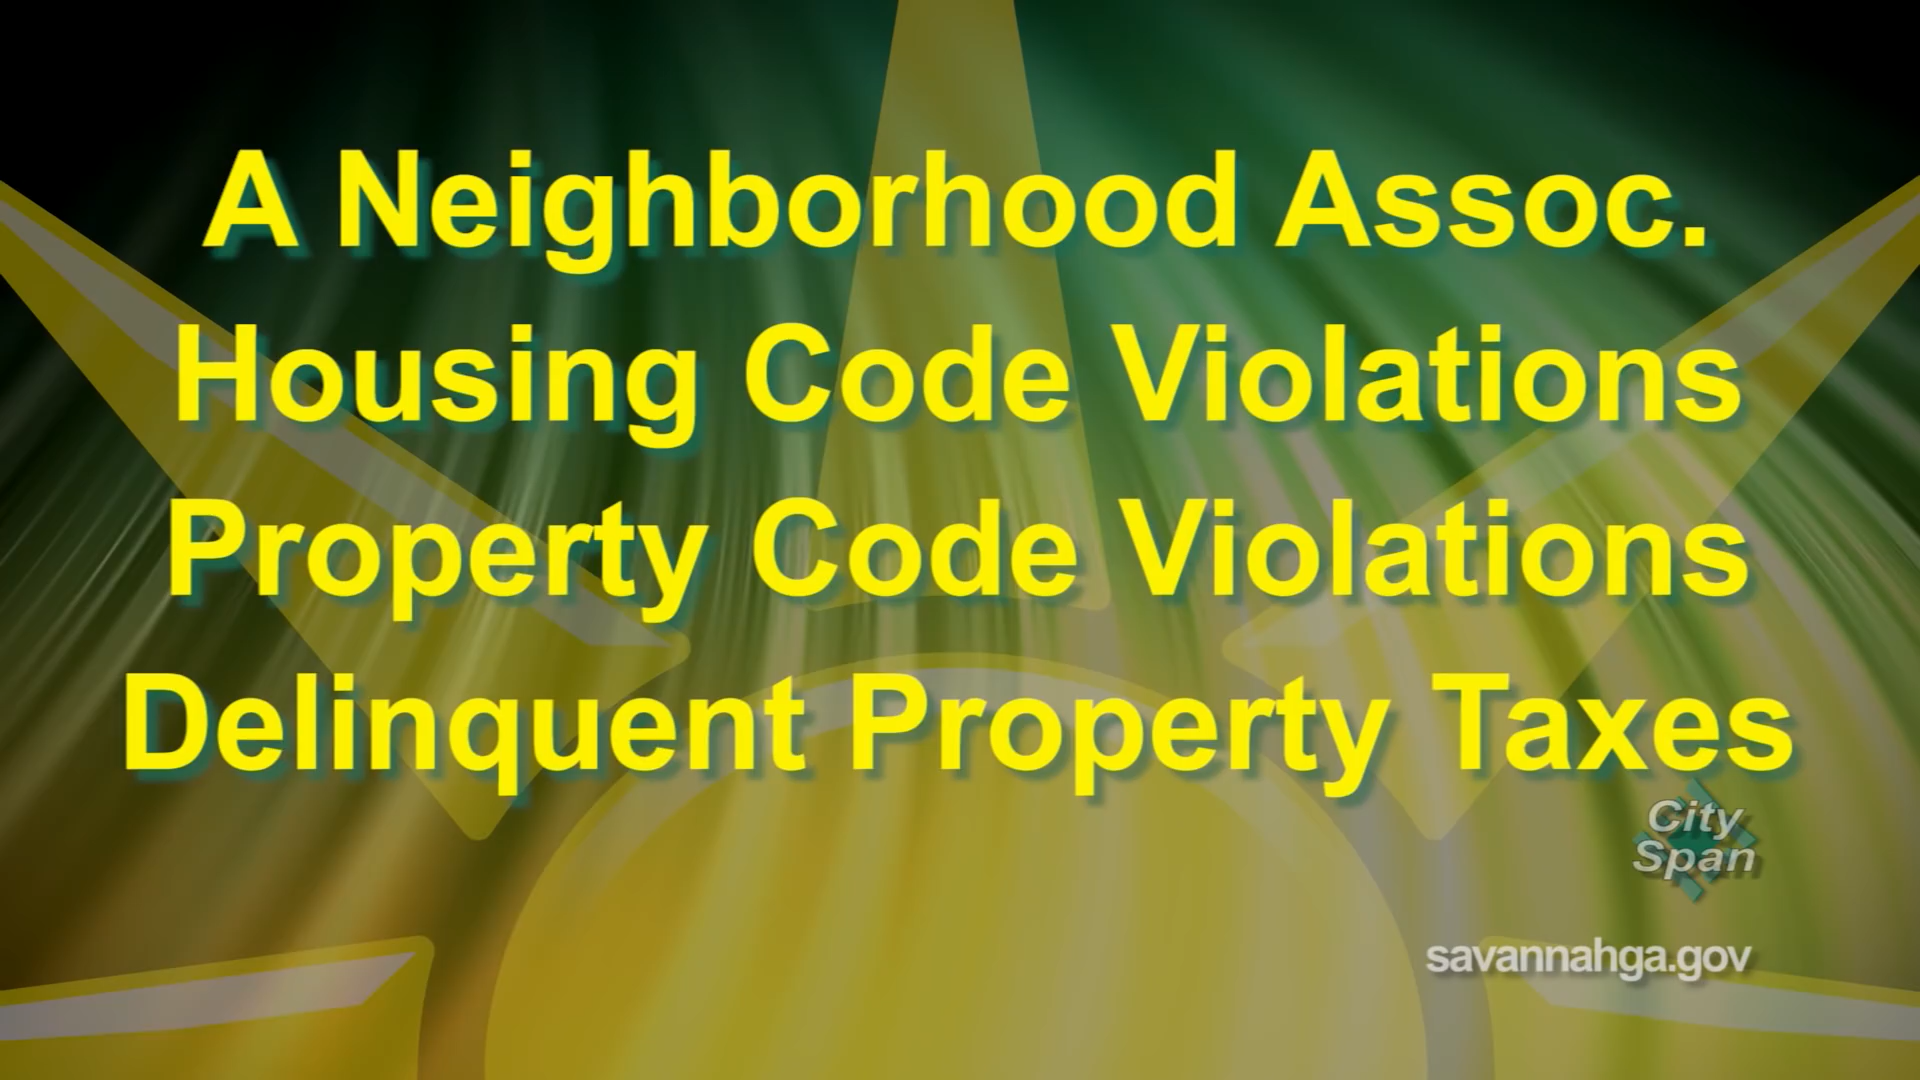 A Neighborhood Assoc.
Housing Code Violations
Property Code Violations
Delinquent Property Taxes
City
Span
savannahga.gov